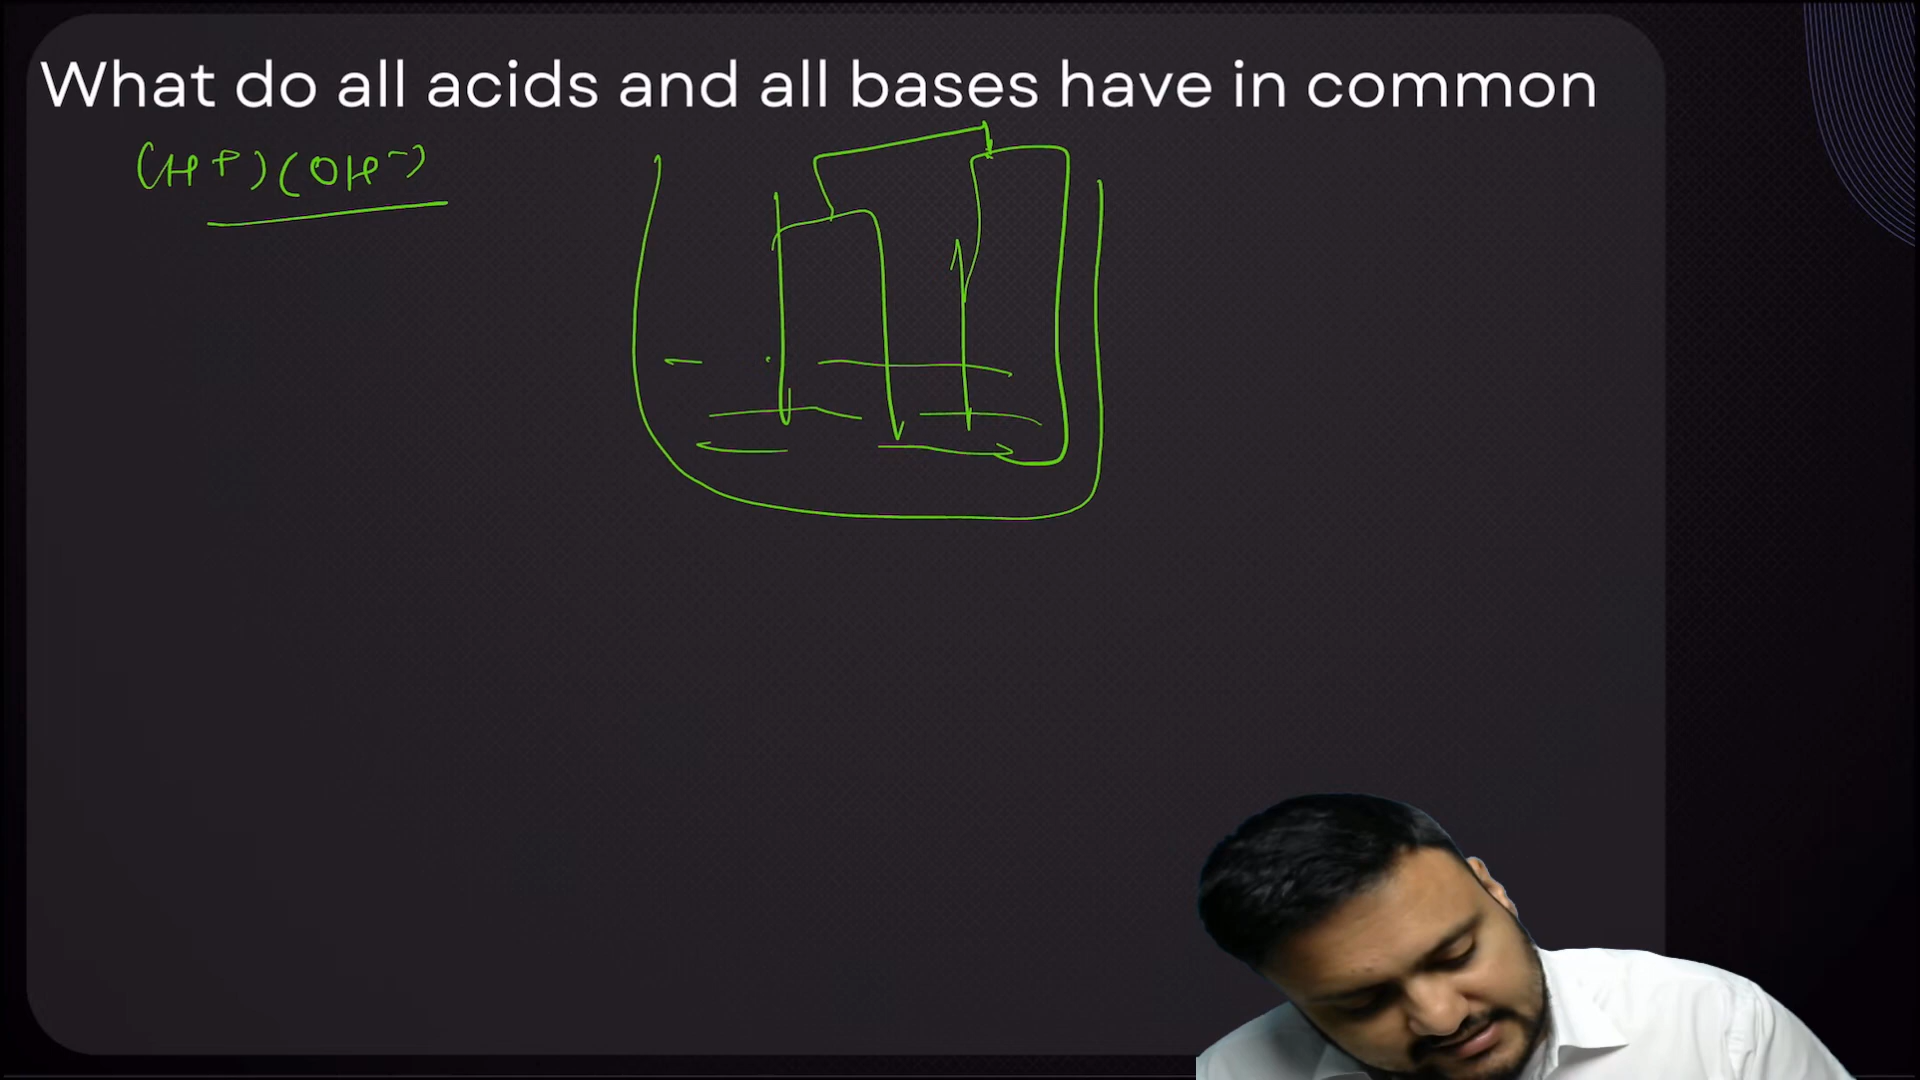 What do all acids and all bases have in common
(H+) (OH-)